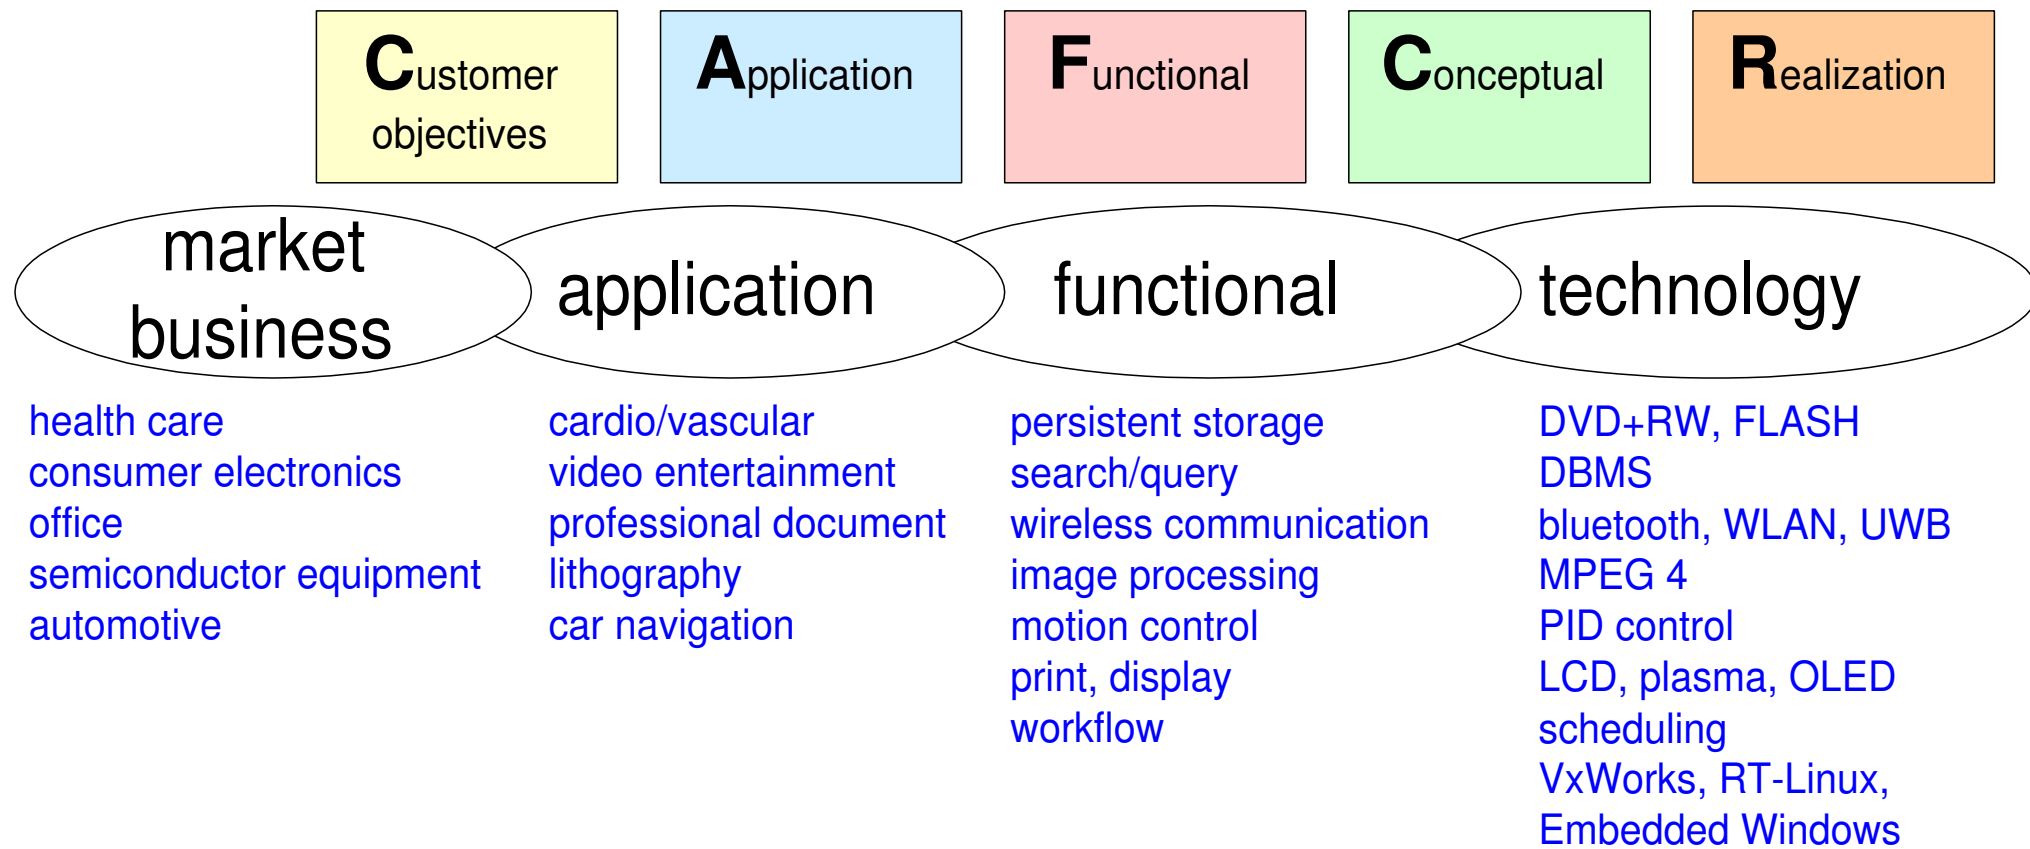 Customer
objectives
Application
Functional
Conceptual
Realization
market
business
application
functional
technology
health care
consumer electronics
office
semiconductor equipment
automotive
cardio/vascular
video entertainment
professional document
lithography
car navigation
persistent storage
search/query
wireless communication
image processing
motion control
print, display
workflow
DVD+RW, FLASH
DBMS
bluetooth, WLAN, UWB
MPEG 4
PID control
LCD, plasma, OLED
scheduling
VxWorks, RT-Linux,
Embedded Windows